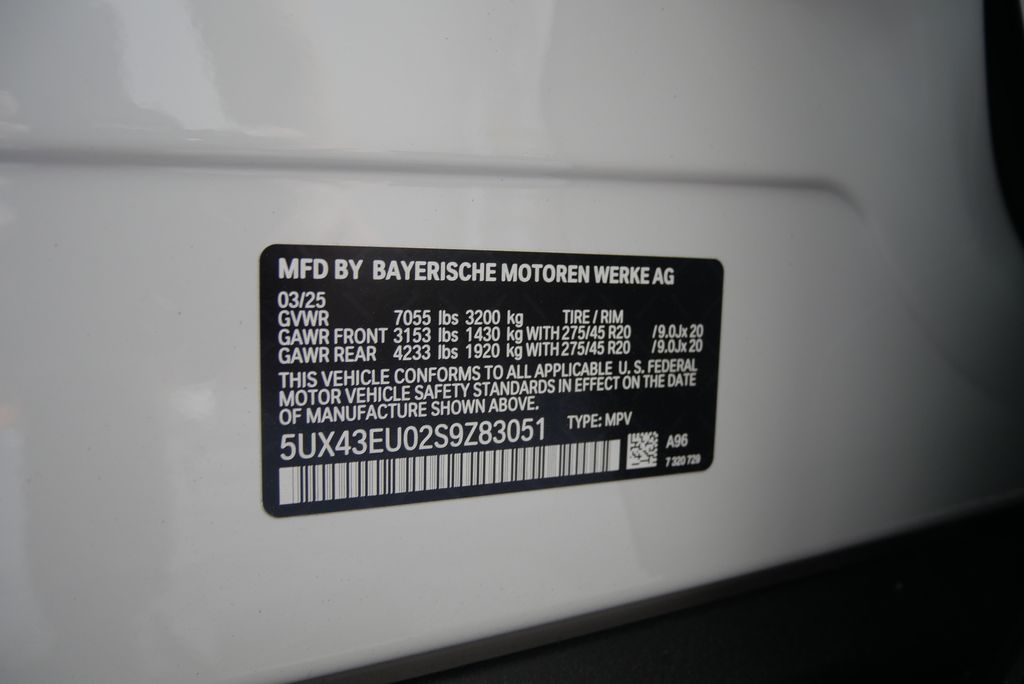 MFD BY BAYERISCHE MOTOREN WERKE AG
03/25
GVWR 7055 lbs 3200 kg TIRE / RIM
GAWR FRONT 3153 lbs 1430 kg WITH 275/45 R20 /9.0Jx20
GAWR REAR 4233 lbs 1920 kg WITH 275/45 R20 /9.0Jx20
THIS VEHICLE CONFORMS TO ALL APPLICABLE U.S. FEDERAL
MOTOR VEHICLE SAFETY STANDARDS IN EFFECT ON THE DATE
OF MANUFACTURE SHOWN ABOVE.
5UX43EU02S9Z83051 TYPE: MPV
A96
7 320 729